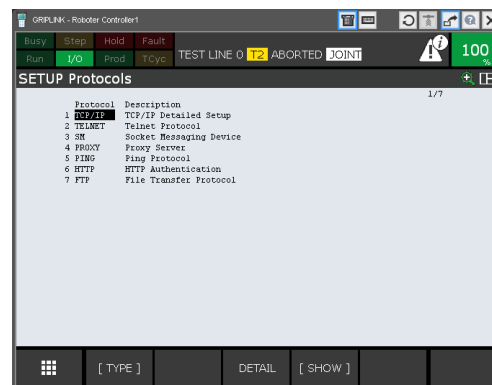 GRIPLINK - Roboter Controller1
Busy Step Hold Fault
Run I/O Prod TCyc
TEST LINE 0 T2 ABORTED JOINT
100
%
SETUP Protocols
1/7
Protocol Description
1 TCP/IP TCP/IP Detailed Setup
2 TELNET Telnet Protocol
3 SM Socket Messaging Device
4 PROXY Proxy Server
5 PING Ping Protocol
6 HTTP HTTP Authentication
7 FTP File Transfer Protocol
[ TYPE ] DETAIL [ SHOW ]